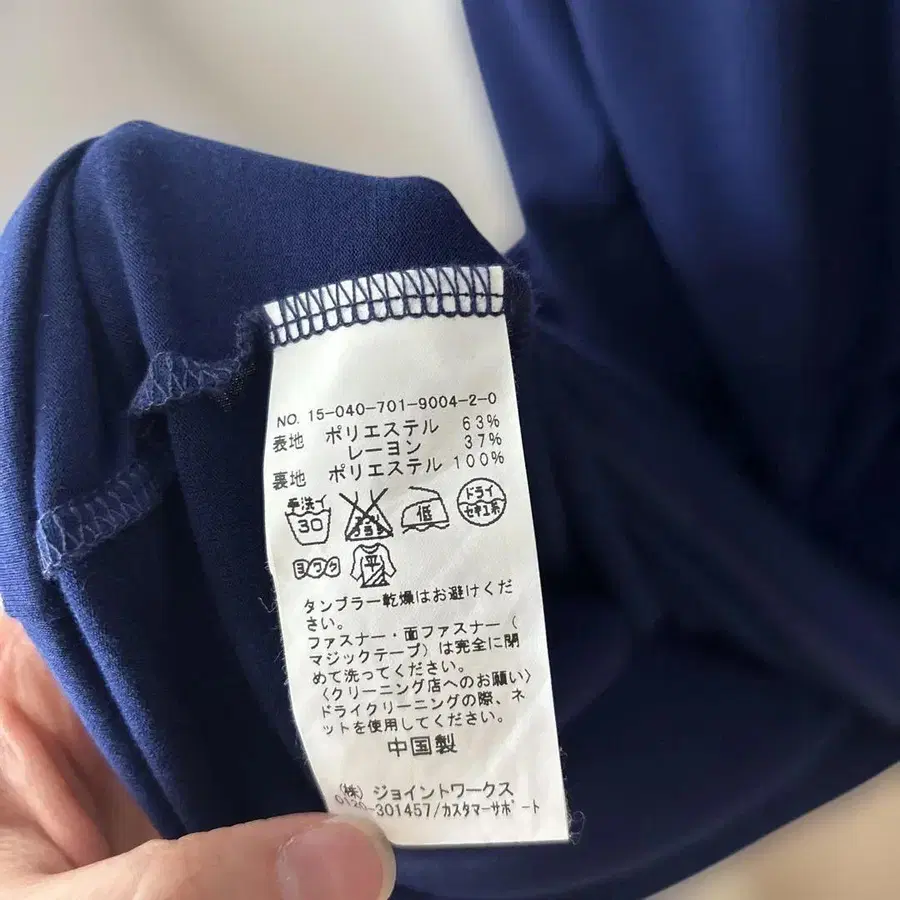 NO. 15-040-701-9004-2-0
表地 ポリエステル 63%
レーヨン 37%
裏地 ポリエステル 100%
手洗イ 30
エンソサラシ
低
ドライ セキユ系
ヨワク 平
タンブラー乾燥はお避けくだ
さい。
ファスナー・面ファスナー(
マジックテープ)は完全に閉
めて洗ってください。
〈クリーニング店へのお願い〉
ドライクリーニングの際、ネ
ットを使用してください。
中国製
(株) ジョイントワークス
0120-301457/カスタマーサポート